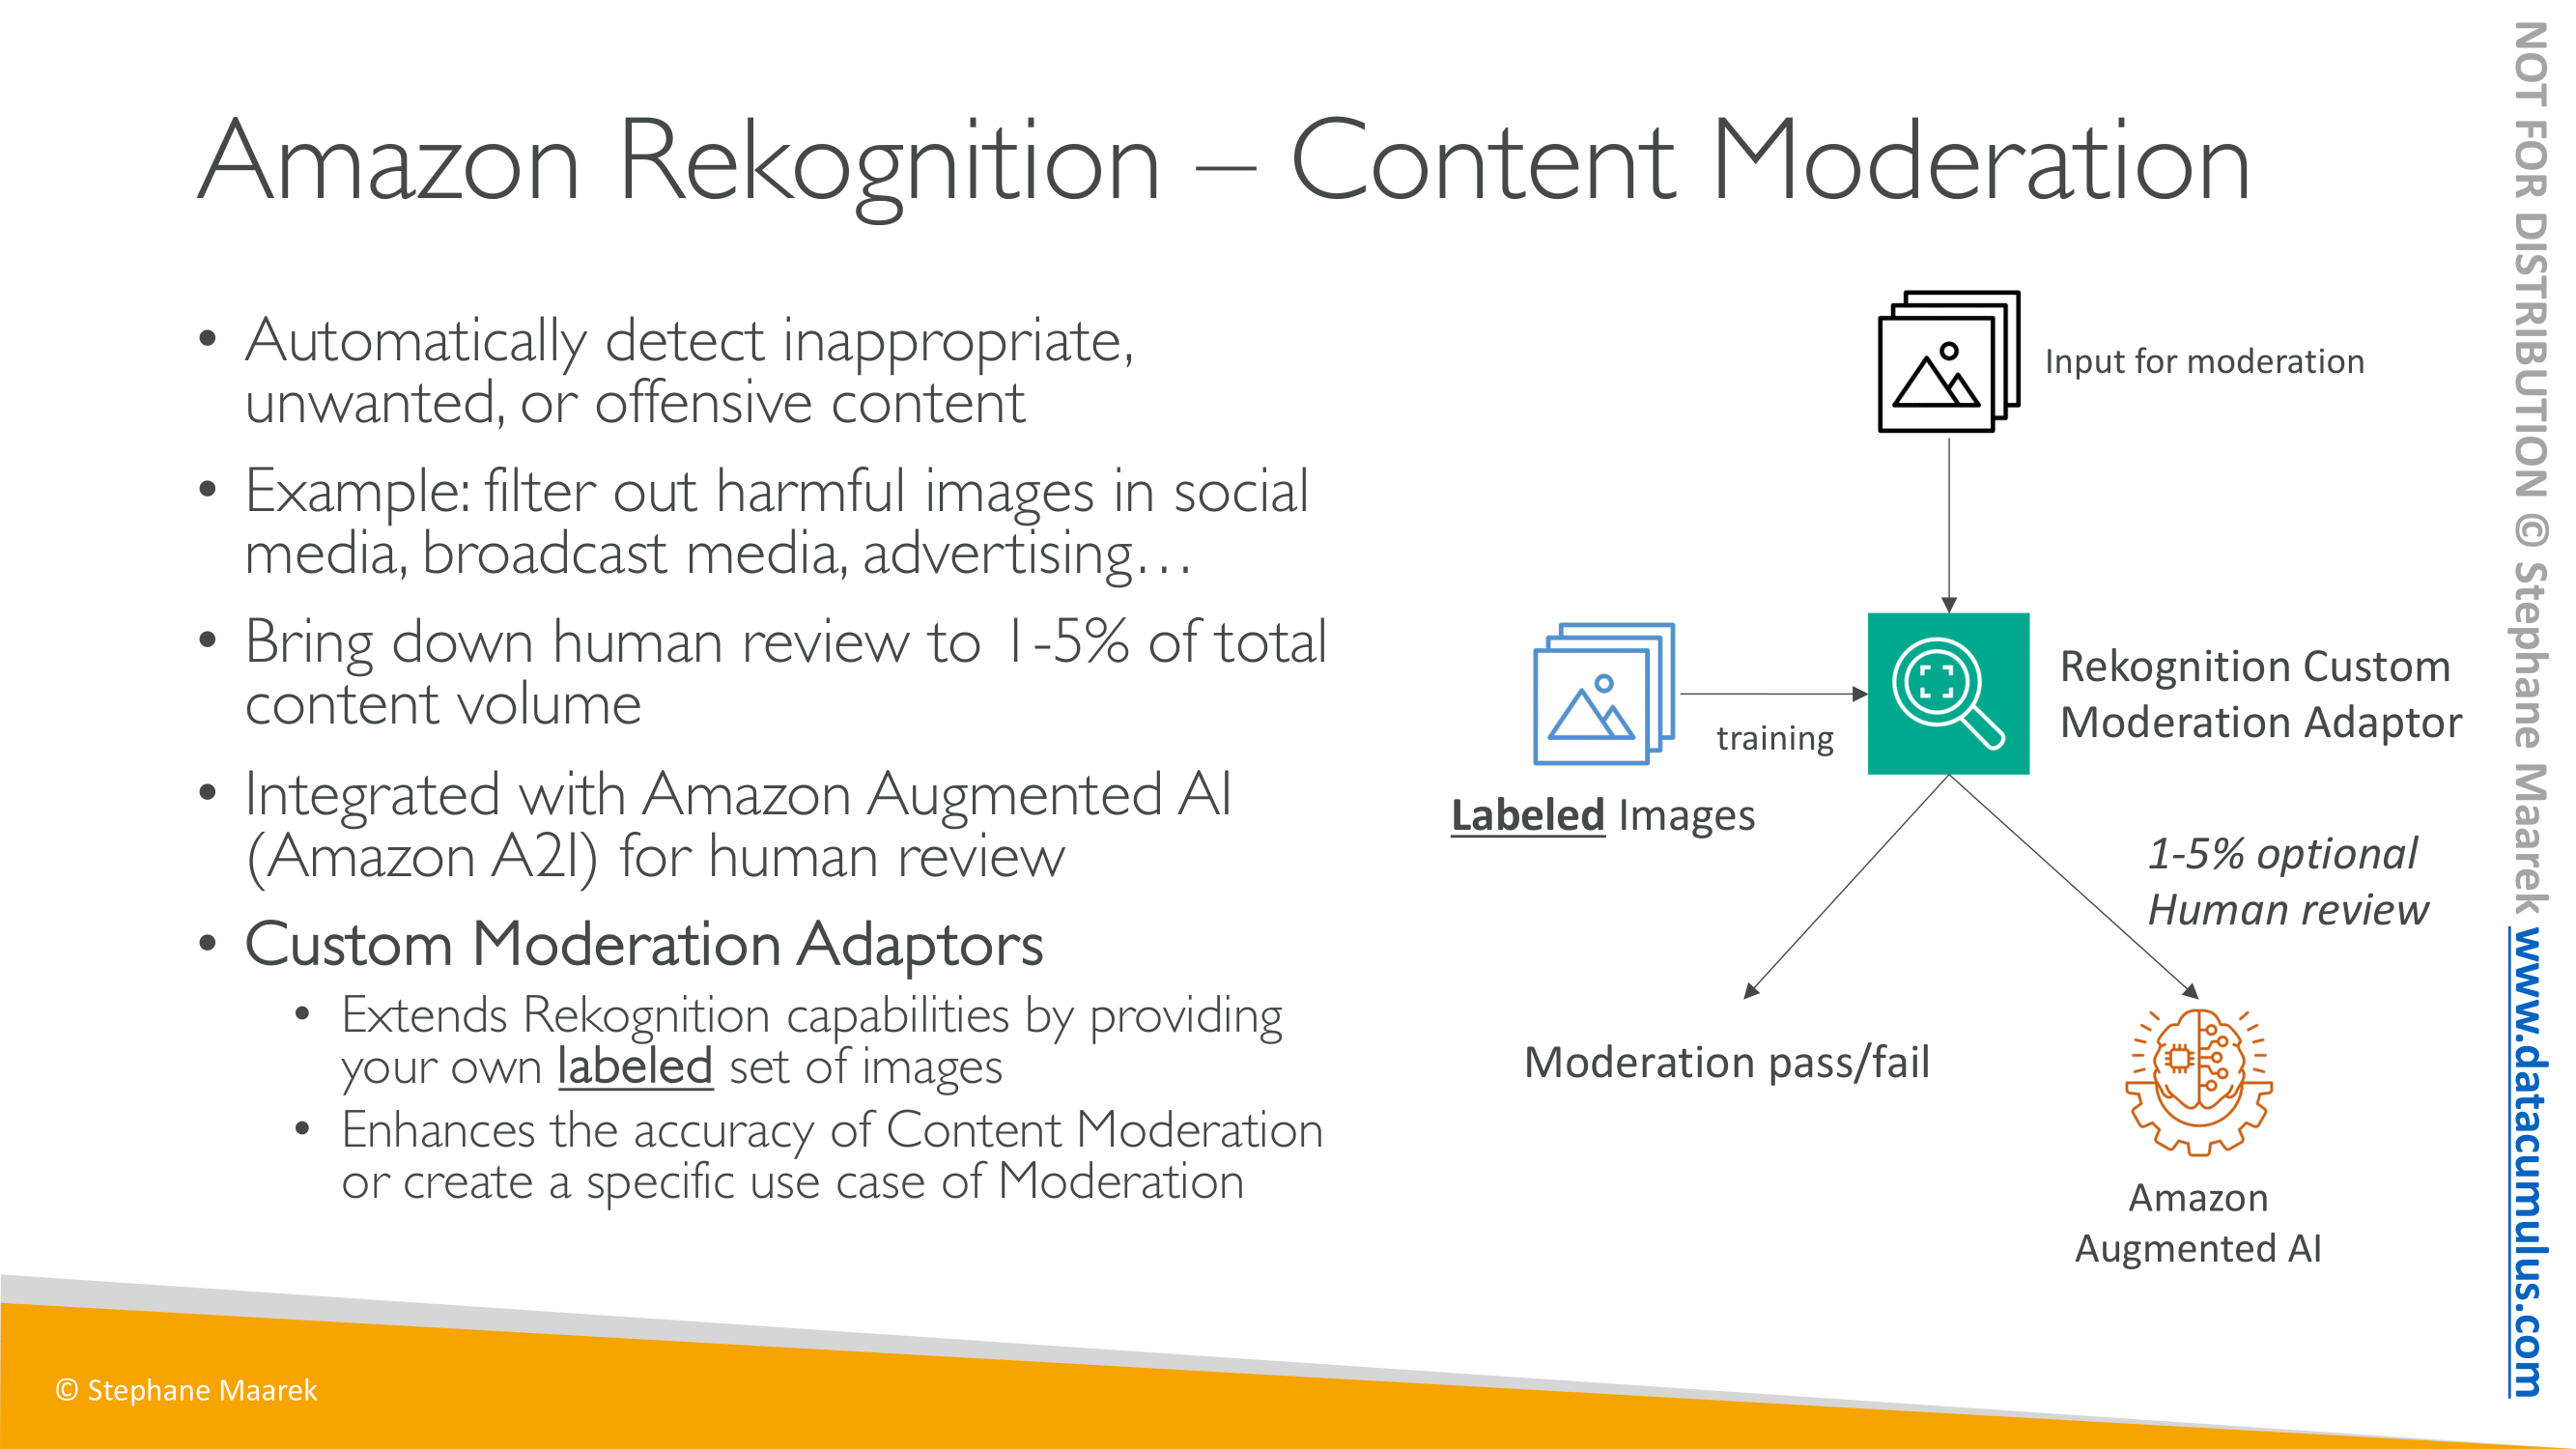 Amazon Rekognition – Content Moderation
• Automatically detect inappropriate,
unwanted, or offensive content
• Example: filter out harmful images in social
media, broadcast media, advertising…
• Bring down human review to 1-5% of total
content volume
• Integrated with Amazon Augmented AI
(Amazon A2I) for human review
• Custom Moderation Adaptors
• Extends Rekognition capabilities by providing
your own labeled set of images
• Enhances the accuracy of Content Moderation
or create a specific use case of Moderation
Input for moderation
training
Labeled Images
Rekognition Custom
Moderation Adaptor
1-5% optional
Human review
Moderation pass/fail
Amazon
Augmented AI
© Stephane Maarek
NOT FOR DISTRIBUTION © Stephane Maarek www.datacumulus.com